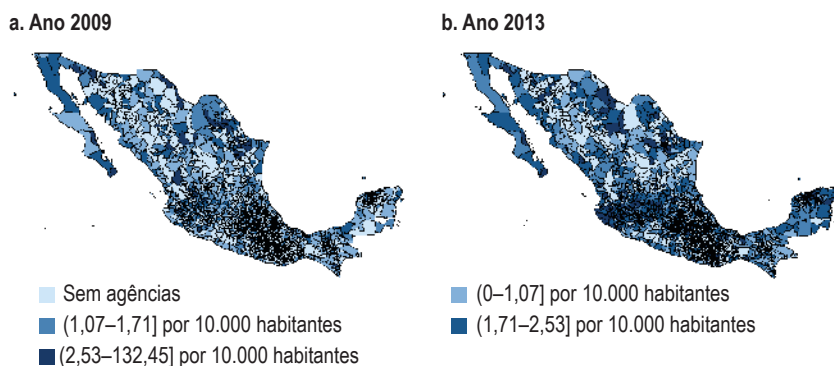 a. Ano 2009
b. Ano 2013
Sem agências
(0–1,07] por 10.000 habitantes
(1,07–1,71] por 10.000 habitantes
(1,71–2,53] por 10.000 habitantes
(2,53–132,45] por 10.000 habitantes